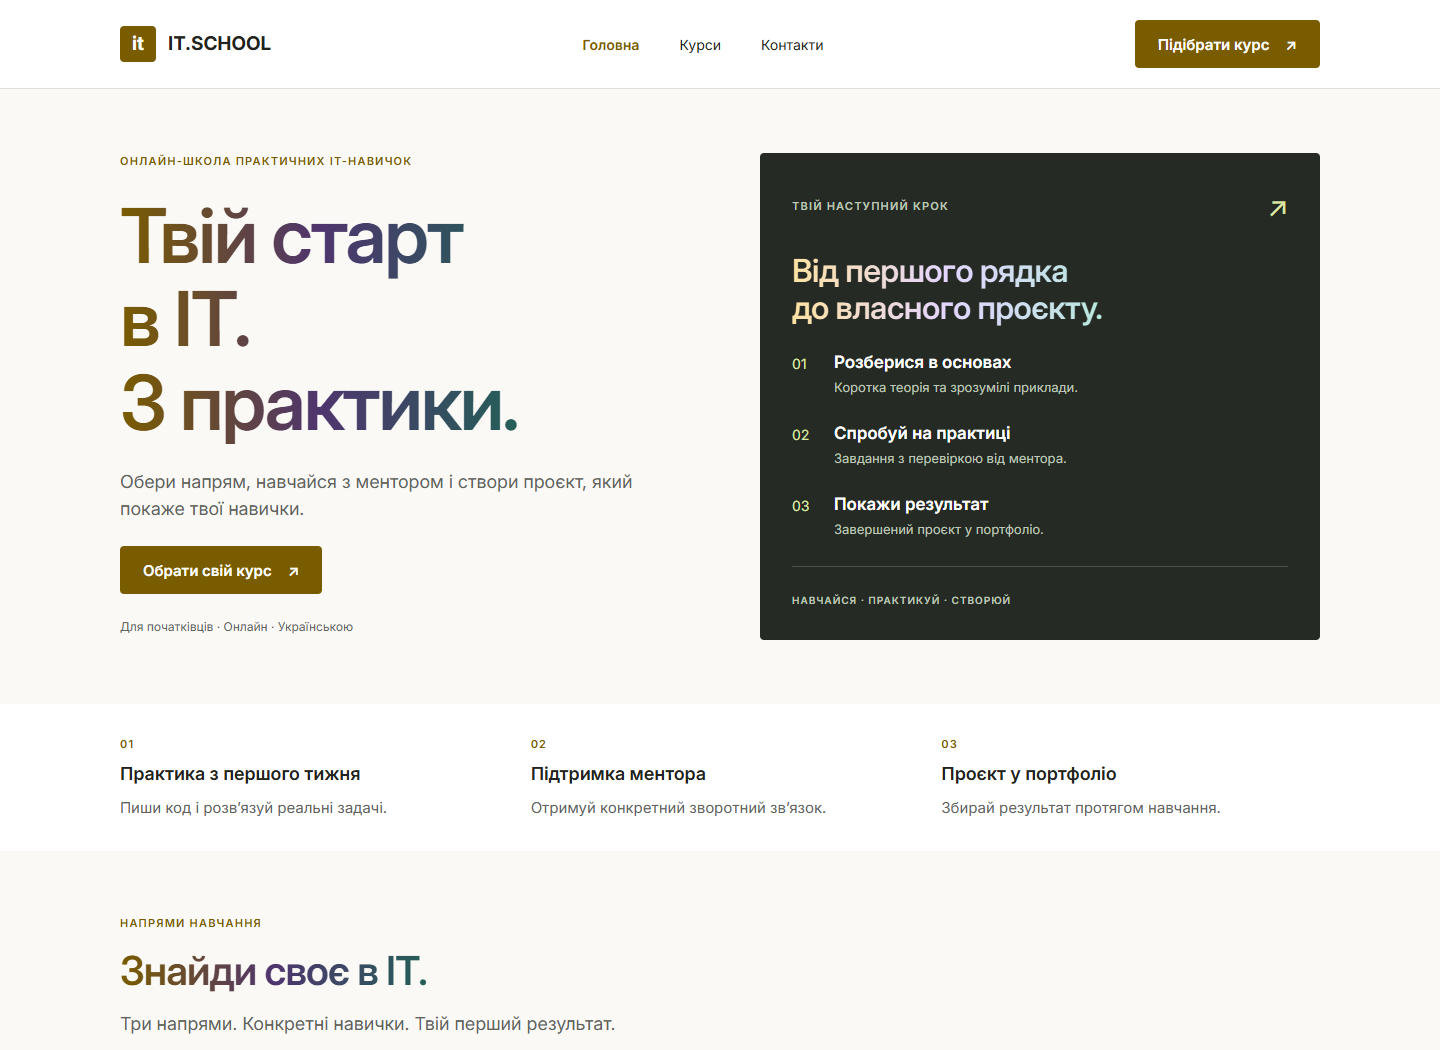 it IT.SCHOOL
Головна Курси Контакти
Підібрати курс
ОНЛАЙН-ШКОЛА ПРАКТИЧНИХ ІТ-НАВИЧОК
Твій старт
в ІТ.
З практики.
Обери напрям, навчайся з ментором і створи проєкт, який
покаже твої навички.
Обрати свій курс
Для початківців · Онлайн · Українською
ТВІЙ НАСТУПНИЙ КРОК
Від першого рядка
до власного проєкту.
01 Розберися в основах
Коротка теорія та зрозумілі приклади.
02 Спробуй на практиці
Завдання з перевіркою від ментора.
03 Покажи результат
Завершений проєкт у портфоліо.
НАВЧАЙСЯ · ПРАКТИКУЙ · СТВОРЮЙ
01
Практика з першого тижня
Пиши код і розв’язуй реальні задачі.
02
Підтримка ментора
Отримуй конкретний зворотний зв’язок.
03
Проєкт у портфоліо
Збирай результат протягом навчання.
НАПРЯМИ НАВЧАННЯ
Знайди своє в ІТ.
Три напрями. Конкретні навички. Твій перший результат.